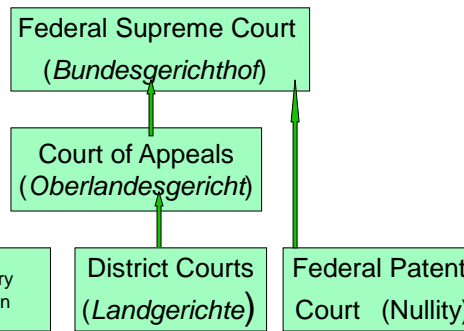 Federal Supreme Court
(Bundesgerichthof)
Court of Appeals
(Oberlandesgericht)
District Courts
(Landgerichte)
Federal Patent
Court (Nullity)